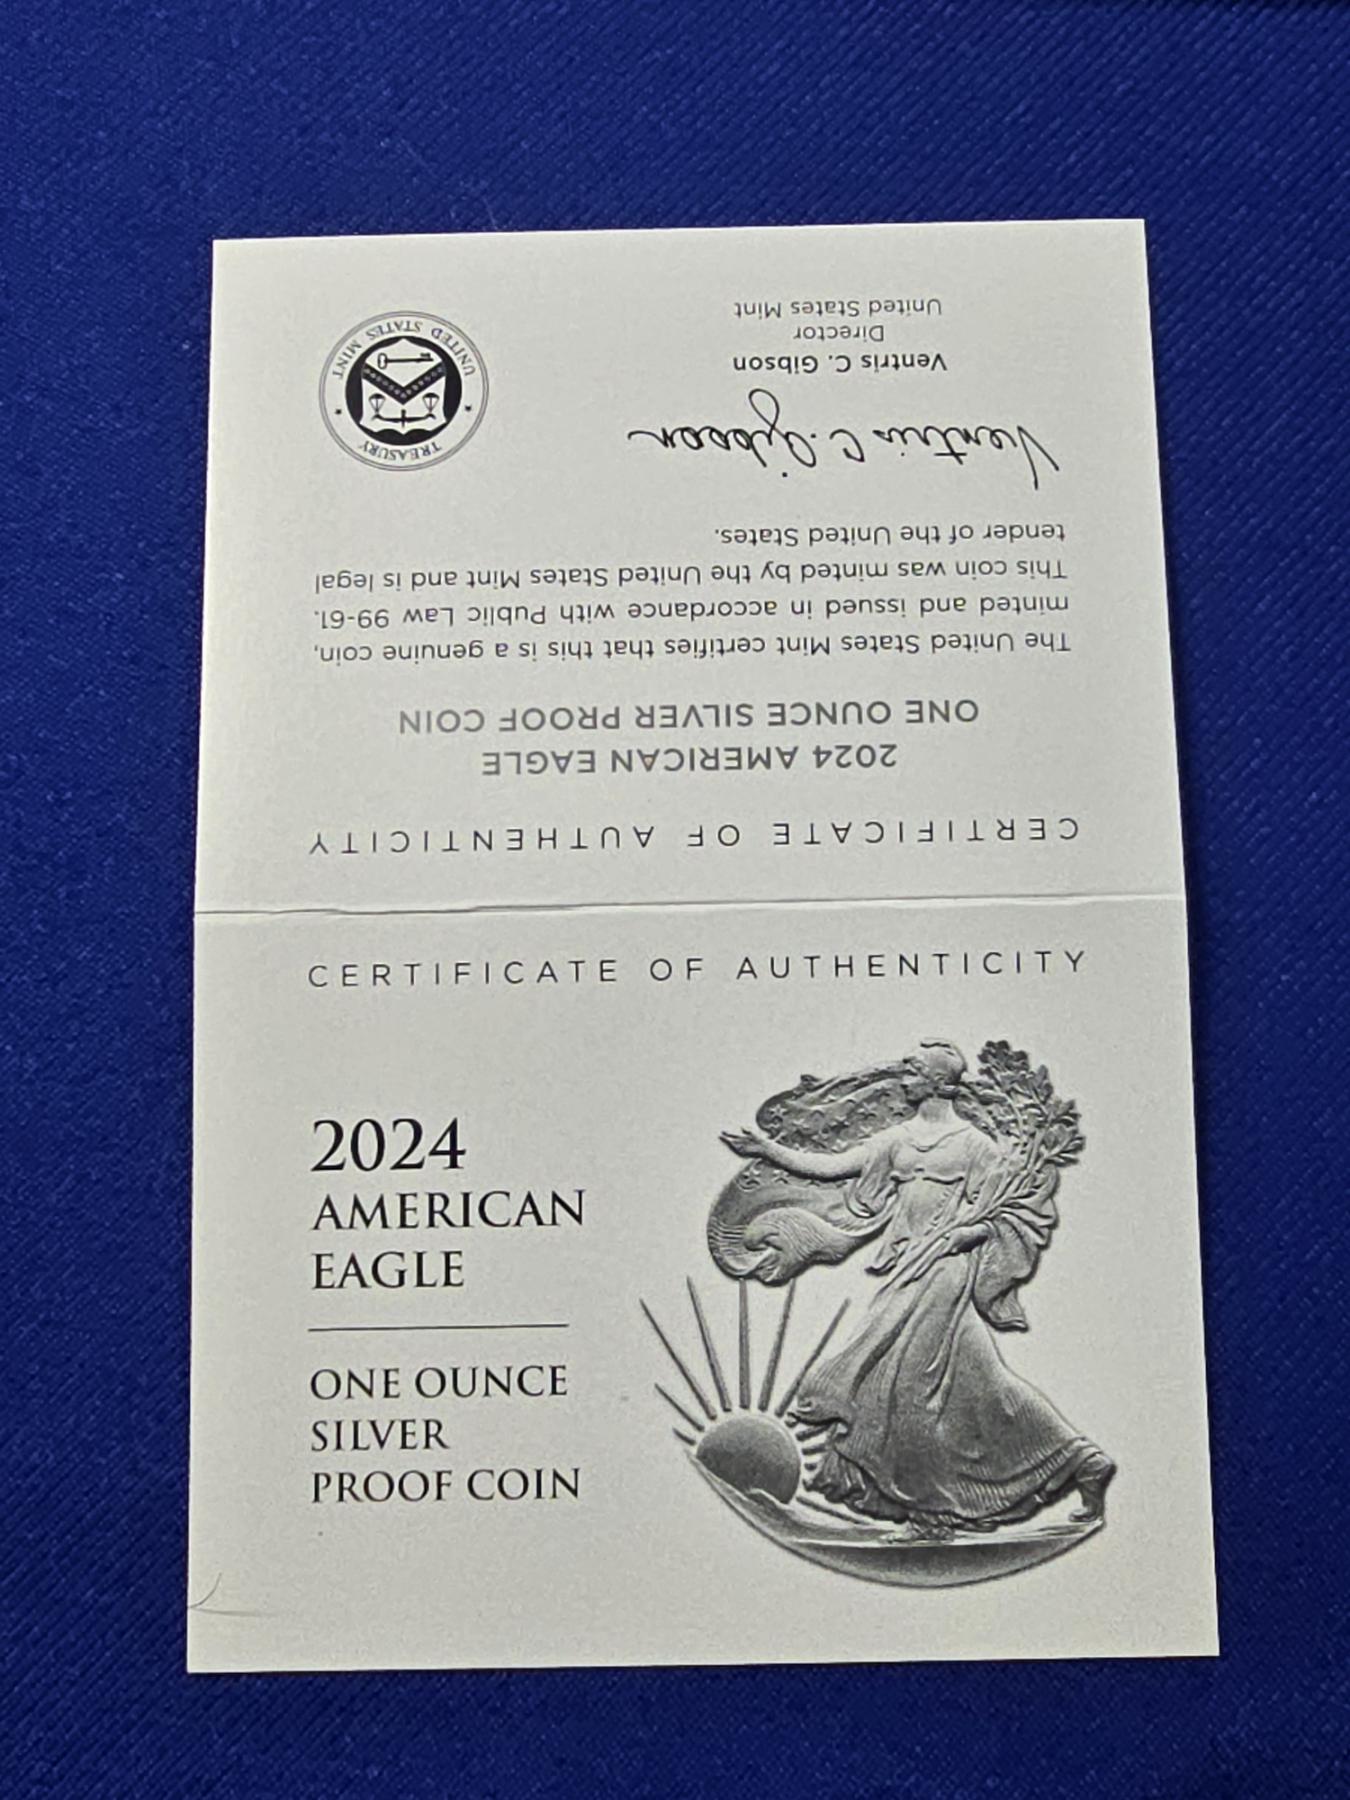 CERTIFICATE OF AUTHENTICITY
2024
AMERICAN
EAGLE
ONE OUNCE
SILVER
PROOF COIN
CERTIFICATE OF AUTHENTICITY
2024 AMERICAN EAGLE
ONE OUNCE SILVER PROOF COIN
The United States Mint certifies that this is a genuine coin,
minted and issued in accordance with Public Law 99-61.
This coin was minted by the United States Mint and is legal
tender of the United States.
Ventris C. Gibson
Ventris C. Gibson
Director
United States Mint
TREASURY
UNITED STATES MINT